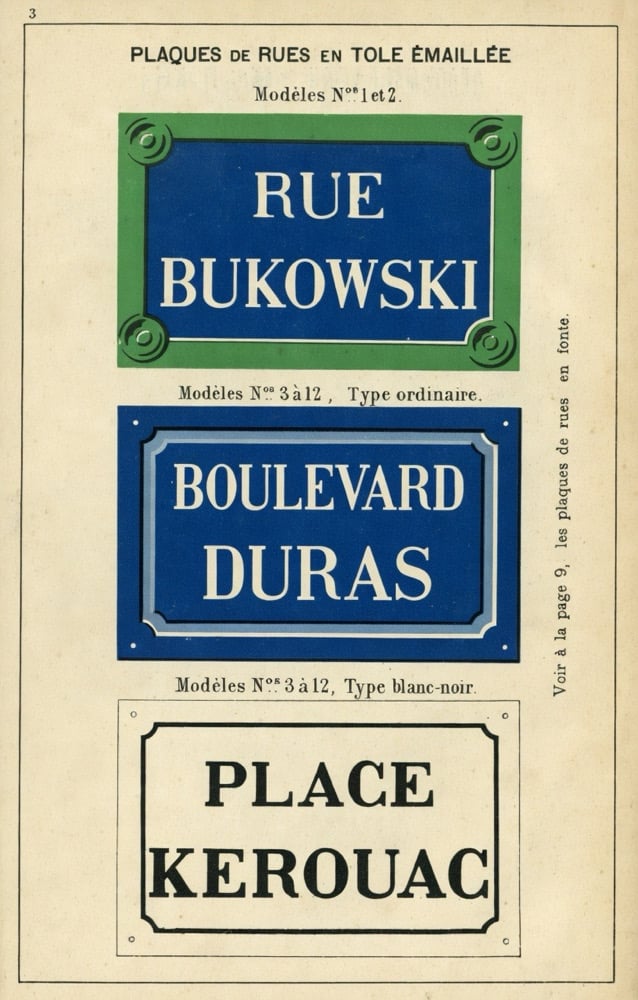 3
PLAQUES DE RUES EN TOLE ÉMAILLÉE
Modèles Nos 1 et 2.
RUE
BUKOWSKI
Modèles Nos 3 à 12, Type ordinaire.
BOULEVARD
DURAS
Modèles Nos 3 à 12, Type blanc-noir.
PLACE
KEROUAC
Voir à la page 9, les plaques de rues en fonte.